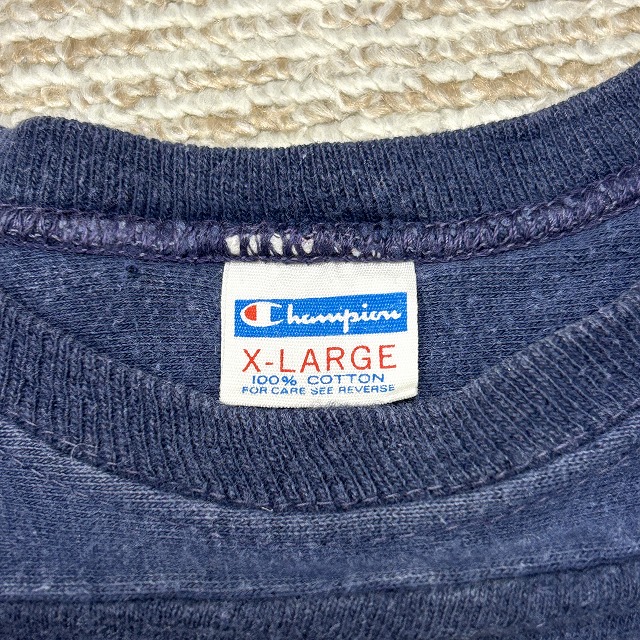 Champion
X-LARGE
100% COTTON
FOR CARE SEE REVERSE